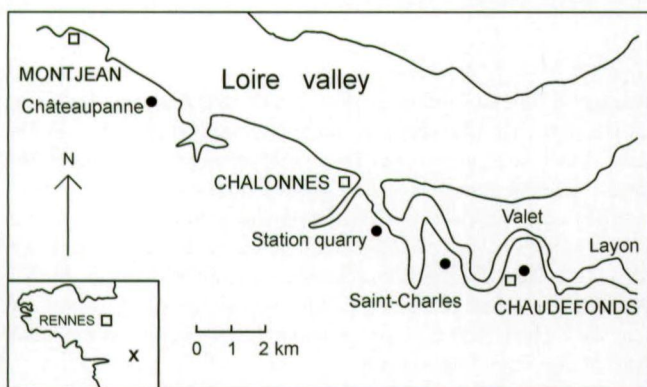 MONTJEAN
Loire valley
Châteaupanne
N
CHALONNES
Valet
Station quarry
Layon
Saint-Charles
CHAUDEFONDS
RENNES
X
0 1 2 km